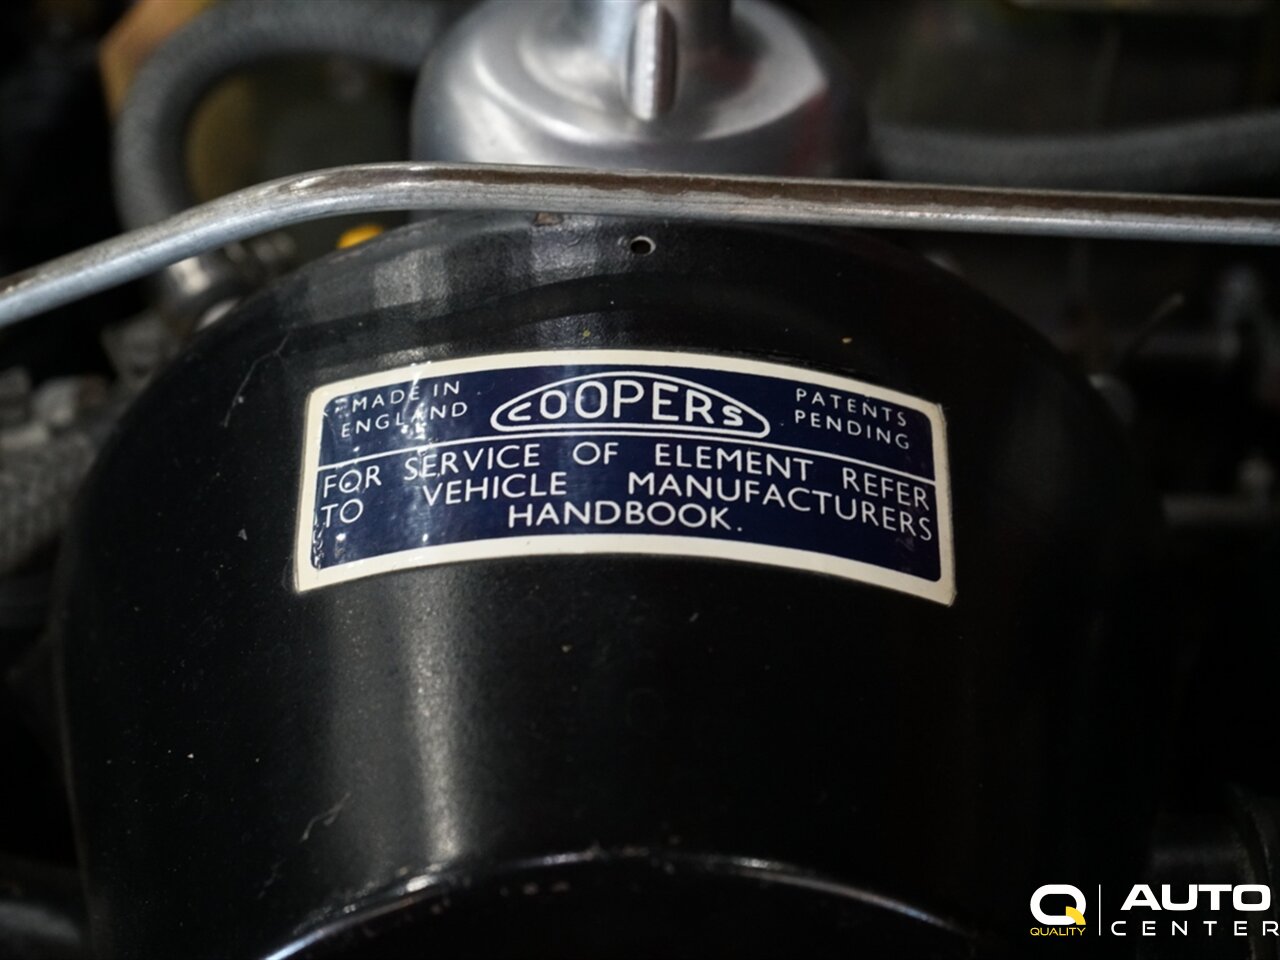 MADE IN
ENGLAND
COOPERS
PATENTS
PENDING
FOR SERVICE OF ELEMENT REFER
TO VEHICLE MANUFACTURERS
HANDBOOK.
QUALITY
AUTO
CENTER